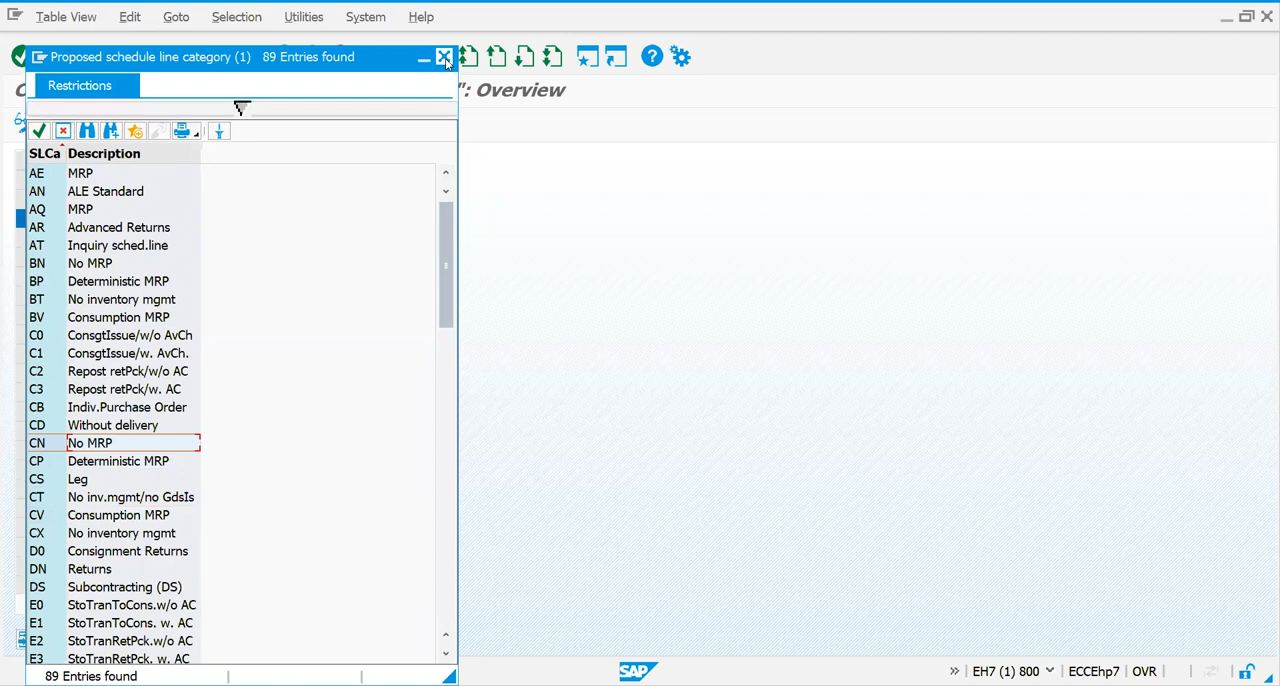 Table View Edit Goto Selection Utilities System Help
Proposed schedule line category (1) 89 Entries found
Restrictions
": Overview
SLCa Description
AE MRP
AN ALE Standard
AQ MRP
AR Advanced Returns
AT Inquiry sched.line
BN No MRP
BP Deterministic MRP
BT No inventory mgmt
BV Consumption MRP
C0 ConsgtIssue/w/o AvCh
C1 ConsgtIssue/w. AvCh.
C2 Repost retPck/w/o AC
C3 Repost retPck/w. AC
CB Indiv.Purchase Order
CD Without delivery
CN No MRP
CP Deterministic MRP
CS Leg
CT No inv.mgmt/no GdsIs
CV Consumption MRP
CX No inventory mgmt
D0 Consignment Returns
DN Returns
DS Subcontracting (DS)
E0 StoTranToCons.w/o AC
E1 StoTranToCons. w. AC
E2 StoTranRetPck.w/o AC
E3 StoTranRetPck. w. AC
89 Entries found
SAP
EH7 (1) 800 ECCEhp7 OVR